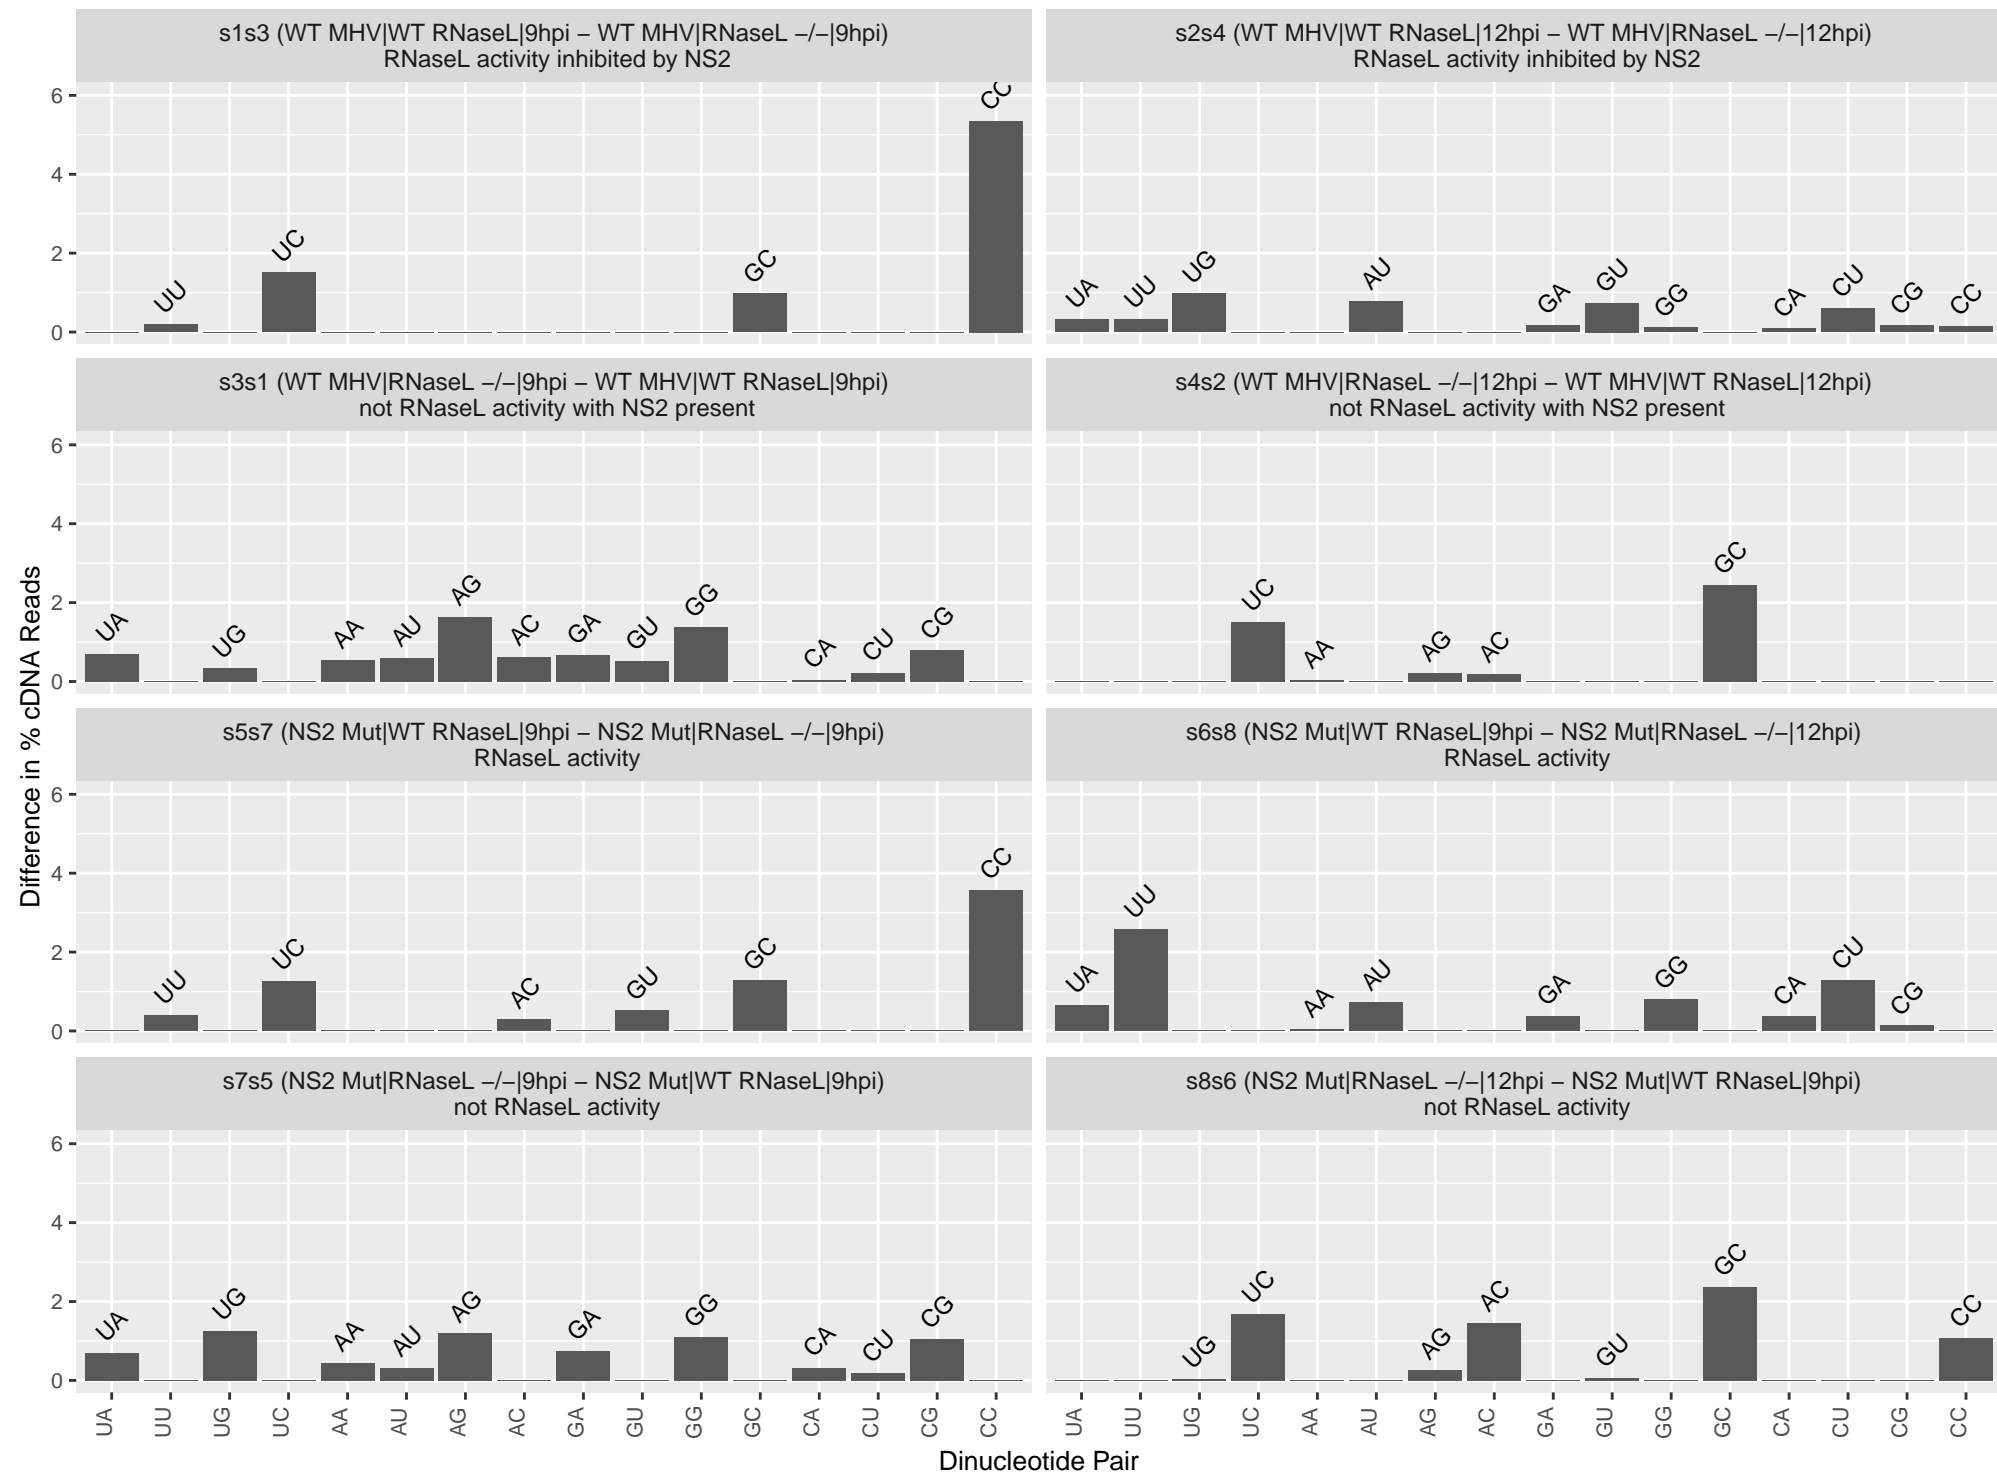 s1s3 (WT MHV|WT RNaseL|9hpi − WT MHV|RNaseL −/−|9hpi)
RNaseL activity inhibited by NS2
s2s4 (WT MHV|WT RNaseL|12hpi − WT MHV|RNaseL −/−|12hpi)
RNaseL activity inhibited by NS2
6
4
2
0
UU
UC
GC
CC
UA
UU
UG
AU
GA
GU
GG
CA
CU
CG
CC
s3s1 (WT MHV|RNaseL −/−|9hpi − WT MHV|WT RNaseL|9hpi)
not RNaseL activity with NS2 present
s4s2 (WT MHV|RNaseL −/−|12hpi − WT MHV|WT RNaseL|12hpi)
not RNaseL activity with NS2 present
6
4
2
0
UA
UG
AA
AU
AG
AC
GA
GU
GG
CA
CU
CG
UC
AA
AG
AC
GC
Difference in % cDNA Reads
s5s7 (NS2 Mut|WT RNaseL|9hpi − NS2 Mut|RNaseL −/−|9hpi)
RNaseL activity
s6s8 (NS2 Mut|WT RNaseL|9hpi − NS2 Mut|RNaseL −/−|12hpi)
RNaseL activity
6
4
2
0
UU
UC
AC
GU
GC
CC
UA
UU
AA
AU
GA
GG
CA
CU
CG
s7s5 (NS2 Mut|RNaseL −/−|9hpi − NS2 Mut|WT RNaseL|9hpi)
not RNaseL activity
s8s6 (NS2 Mut|RNaseL −/−|12hpi − NS2 Mut|WT RNaseL|9hpi)
not RNaseL activity
6
4
2
0
UA
UG
AA
AU
AG
GA
GG
CA
CU
CG
UG
UC
AG
AC
GU
GC
CC
UA
UU
UG
UC
AA
AU
AG
AC
GA
GU
GG
GC
CA
CU
CG
CC
UA
UU
UG
UC
AA
AU
AG
AC
GA
GU
GG
GC
CA
CU
CG
CC
Dinucleotide Pair